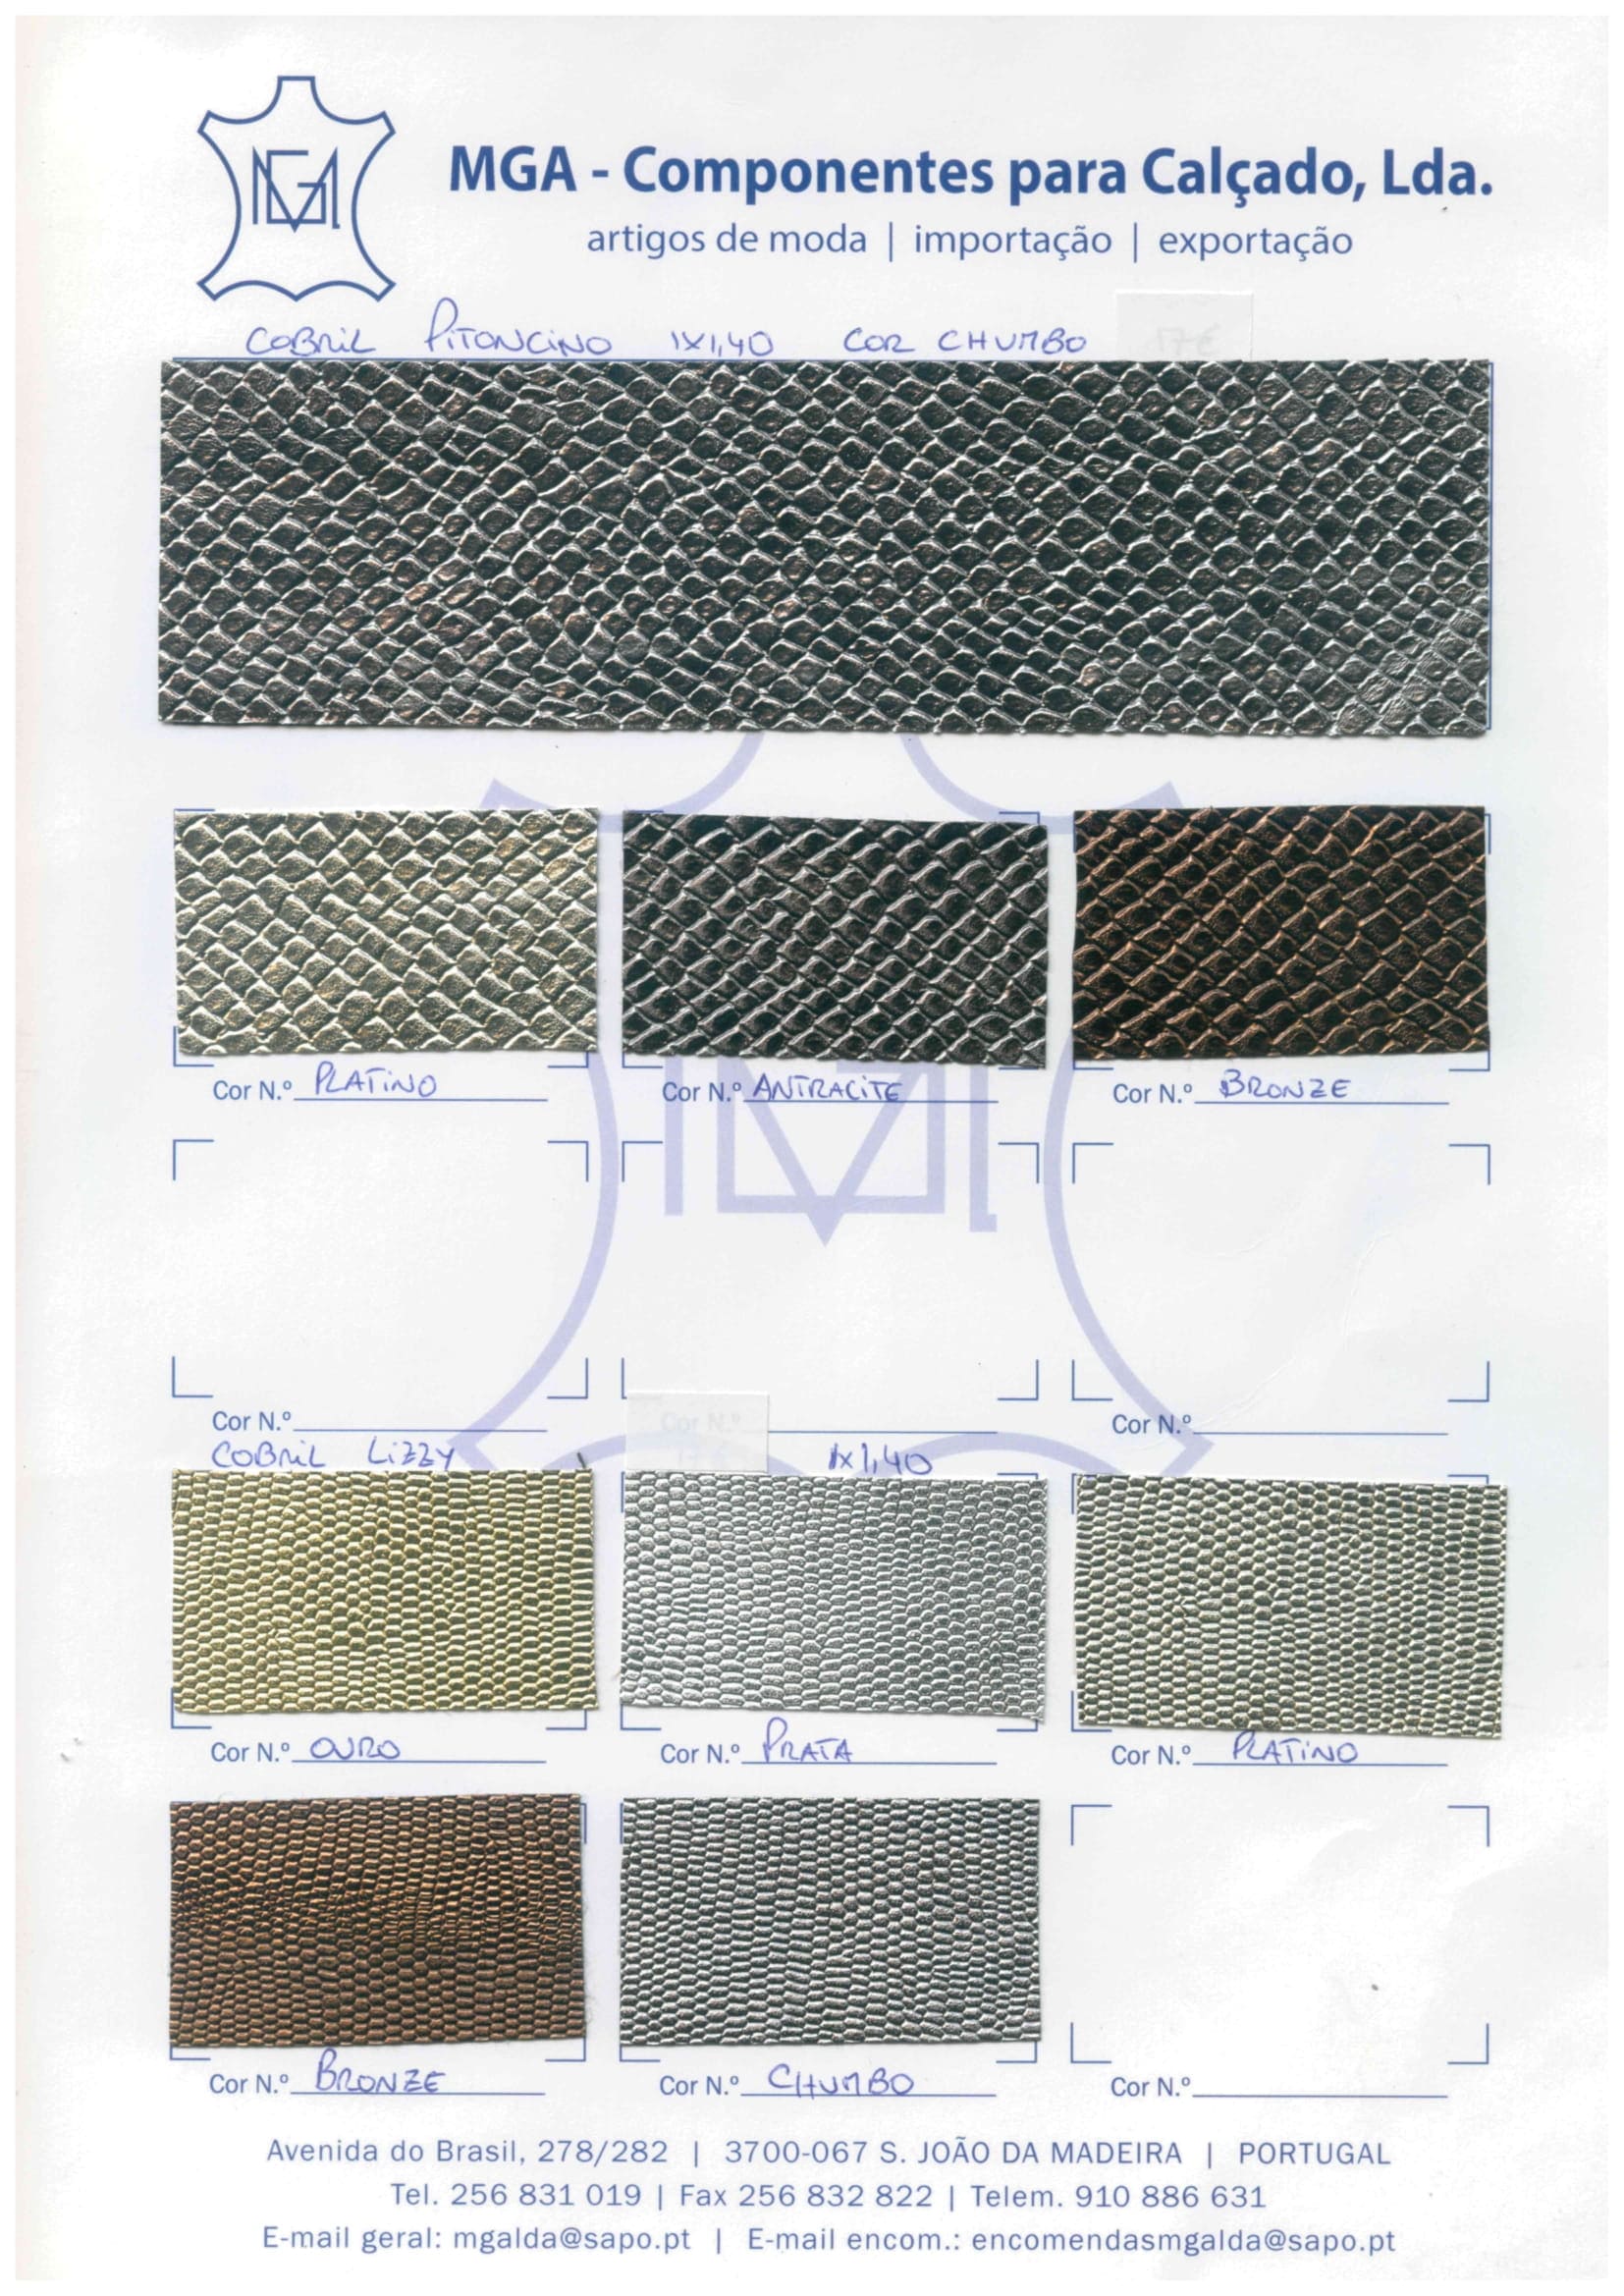 MGA - Componentes para Calçado, Lda.
artigos de moda | importação | exportação
COBRIL PITONCINO 1X1,40 COR CHUMBO 17€
Cor N.º PLATINO Cor N.º ANTRACITE Cor N.º BRONZE
Cor N.º Cor N.º Cor N.º
COBRIL LIZZY 1X1,40
Cor N.º OURO Cor N.º PRATA Cor N.º PLATINO
Cor N.º BRONZE Cor N.º CHUMBO Cor N.º
Avenida do Brasil, 278/282 | 3700-067 S. JOÃO DA MADEIRA | PORTUGAL
Tel. 256 831 019 | Fax 256 832 822 | Telem. 910 886 631
E-mail geral: mgalda@sapo.pt | E-mail encom.: encomendasmgalda@sapo.pt